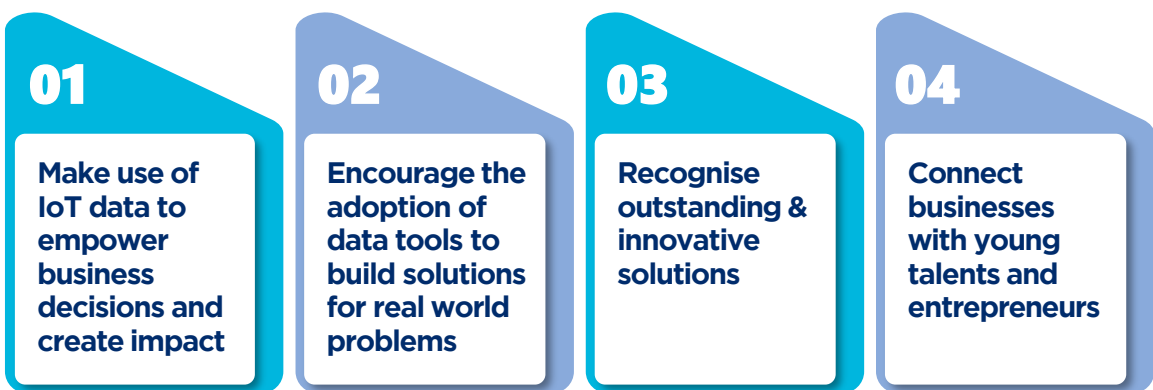 01
Make use of
IoT data to
empower
business
decisions and
create impact
02
Encourage the
adoption of
data tools to
build solutions
for real world
problems
03
Recognise
outstanding &
innovative
solutions
04
Connect
businesses
with young
talents and
entrepreneurs